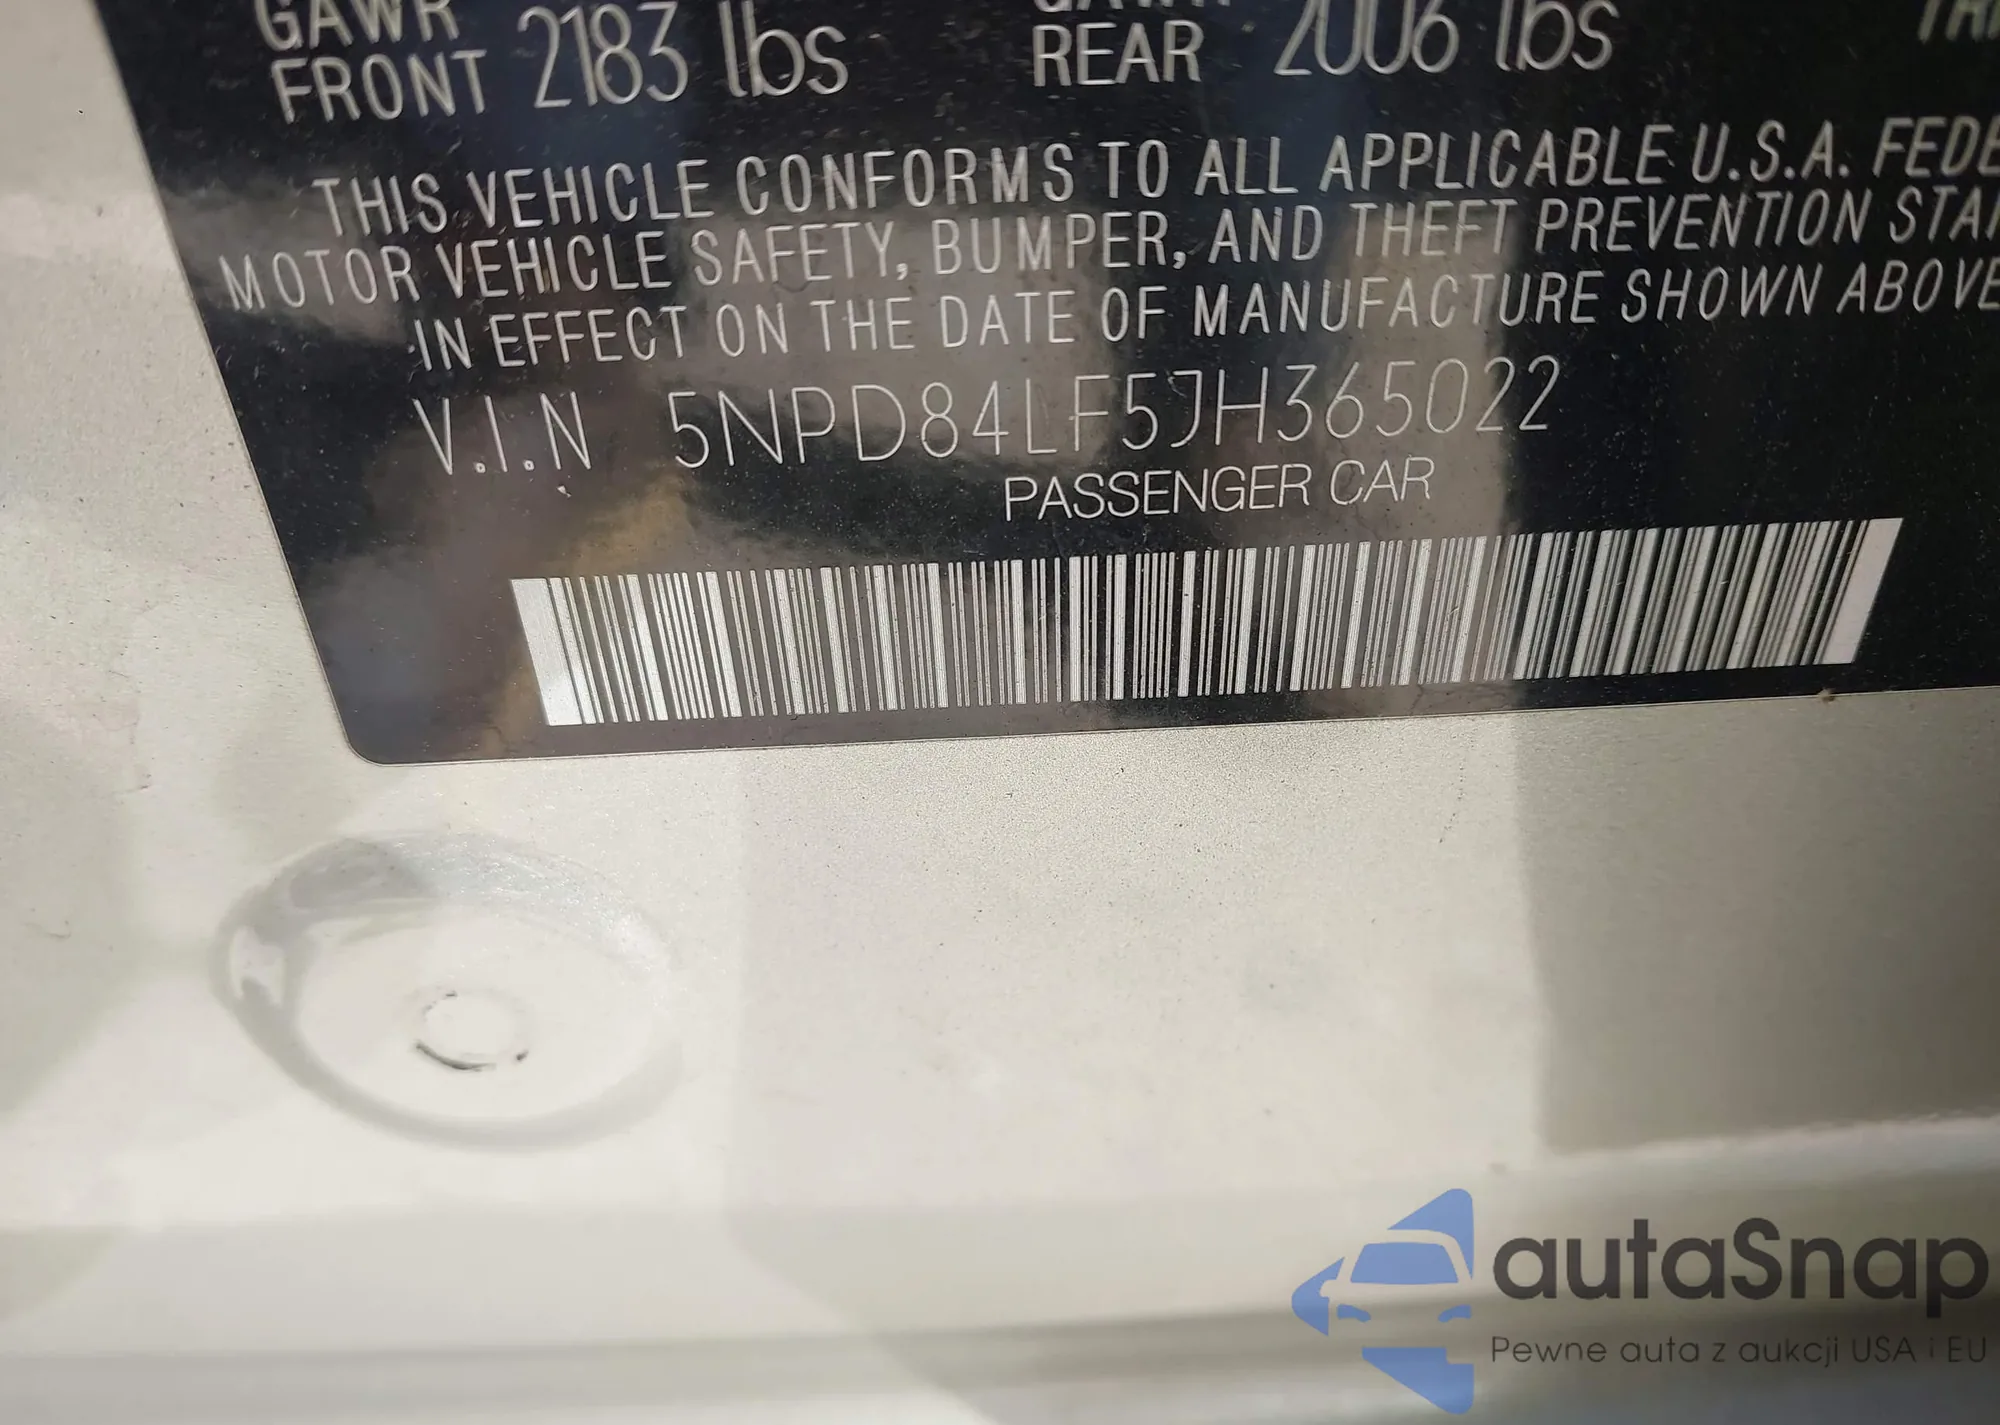 GAWR
FRONT 2183 lbs
REAR 2006 lbs
THIS VEHICLE CONFORMS TO ALL APPLICABLE U.S.A. FEDE
MOTOR VEHICLE SAFETY, BUMPER, AND THEFT PREVENTION STAN
IN EFFECT ON THE DATE OF MANUFACTURE SHOWN ABOVE
V.I.N 5NPD84LF5JH365022
PASSENGER CAR
autaSnap
Pewne auta z aukcji USA i EU